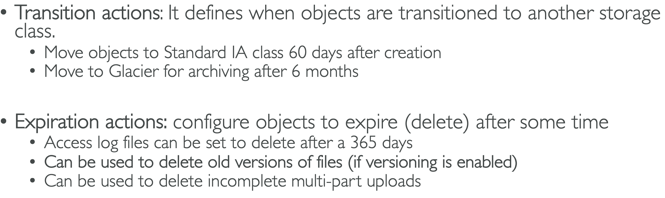 • Transition actions: It defines when objects are transitioned to another storage
class.
• Move objects to Standard IA class 60 days after creation
• Move to Glacier for archiving after 6 months
• Expiration actions: configure objects to expire (delete) after some time
• Access log files can be set to delete after a 365 days
• Can be used to delete old versions of files (if versioning is enabled)
• Can be used to delete incomplete multi-part uploads